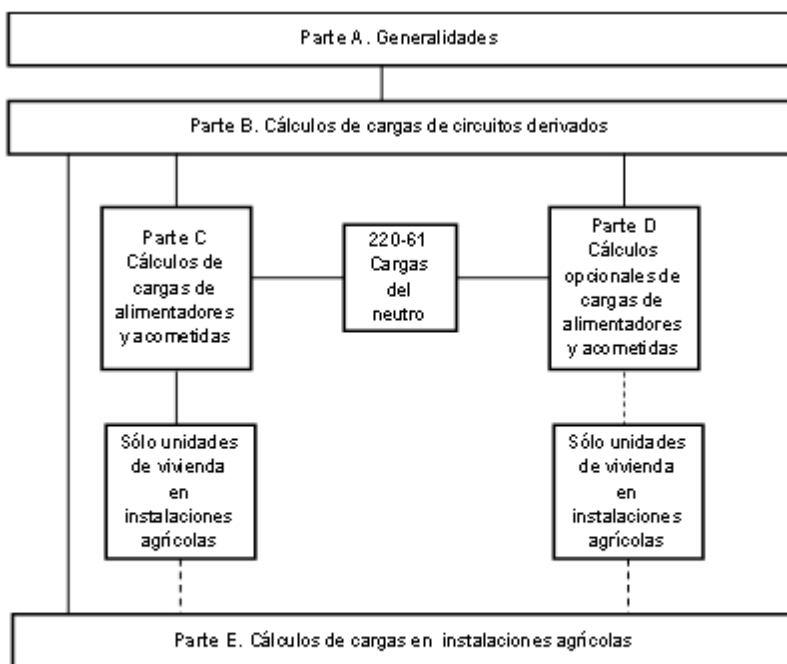 Parte A. Generalidades
Parte B. Cálculos de cargas de circuitos derivados
Parte C
Cálculos de
cargas de
alimentadores
y acometidas
220-61
Cargas
del
neutro
Parte D
Cálculos
opcionales de
cargas de
alimentadores
y acometidas
Sólo unidades
de vivienda
en
instalaciones
agrícolas
Sólo unidades
de vivienda
en
instalaciones
agrícolas
Parte E. Cálculos de cargas en instalaciones agrícolas